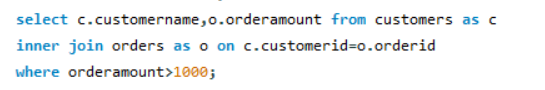 select c.customername,o.orderamount from customers as c
inner join orders as o on c.customerid=o.orderid
where orderamount>1000;